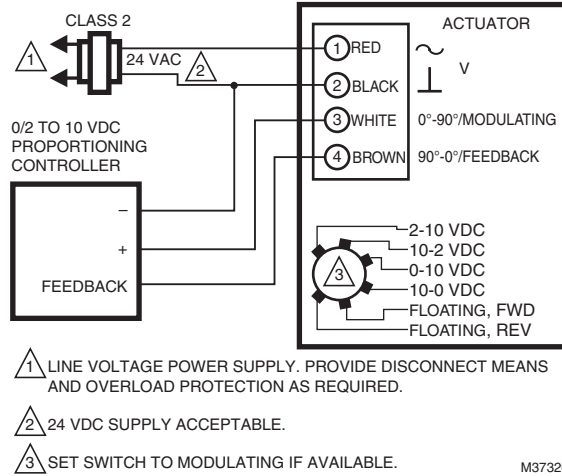 CLASS 2
1
24 VAC
2
0/2 TO 10 VDC
PROPORTIONING
CONTROLLER
–
+
FEEDBACK
ACTUATOR
1 RED
2 BLACK V
3 WHITE 0°-90°/MODULATING
4 BROWN 90°-0°/FEEDBACK
3
2-10 VDC
10-2 VDC
0-10 VDC
10-0 VDC
FLOATING, FWD
FLOATING, REV
1 LINE VOLTAGE POWER SUPPLY. PROVIDE DISCONNECT MEANS
AND OVERLOAD PROTECTION AS REQUIRED.
2 24 VDC SUPPLY ACCEPTABLE.
3 SET SWITCH TO MODULATING IF AVAILABLE.